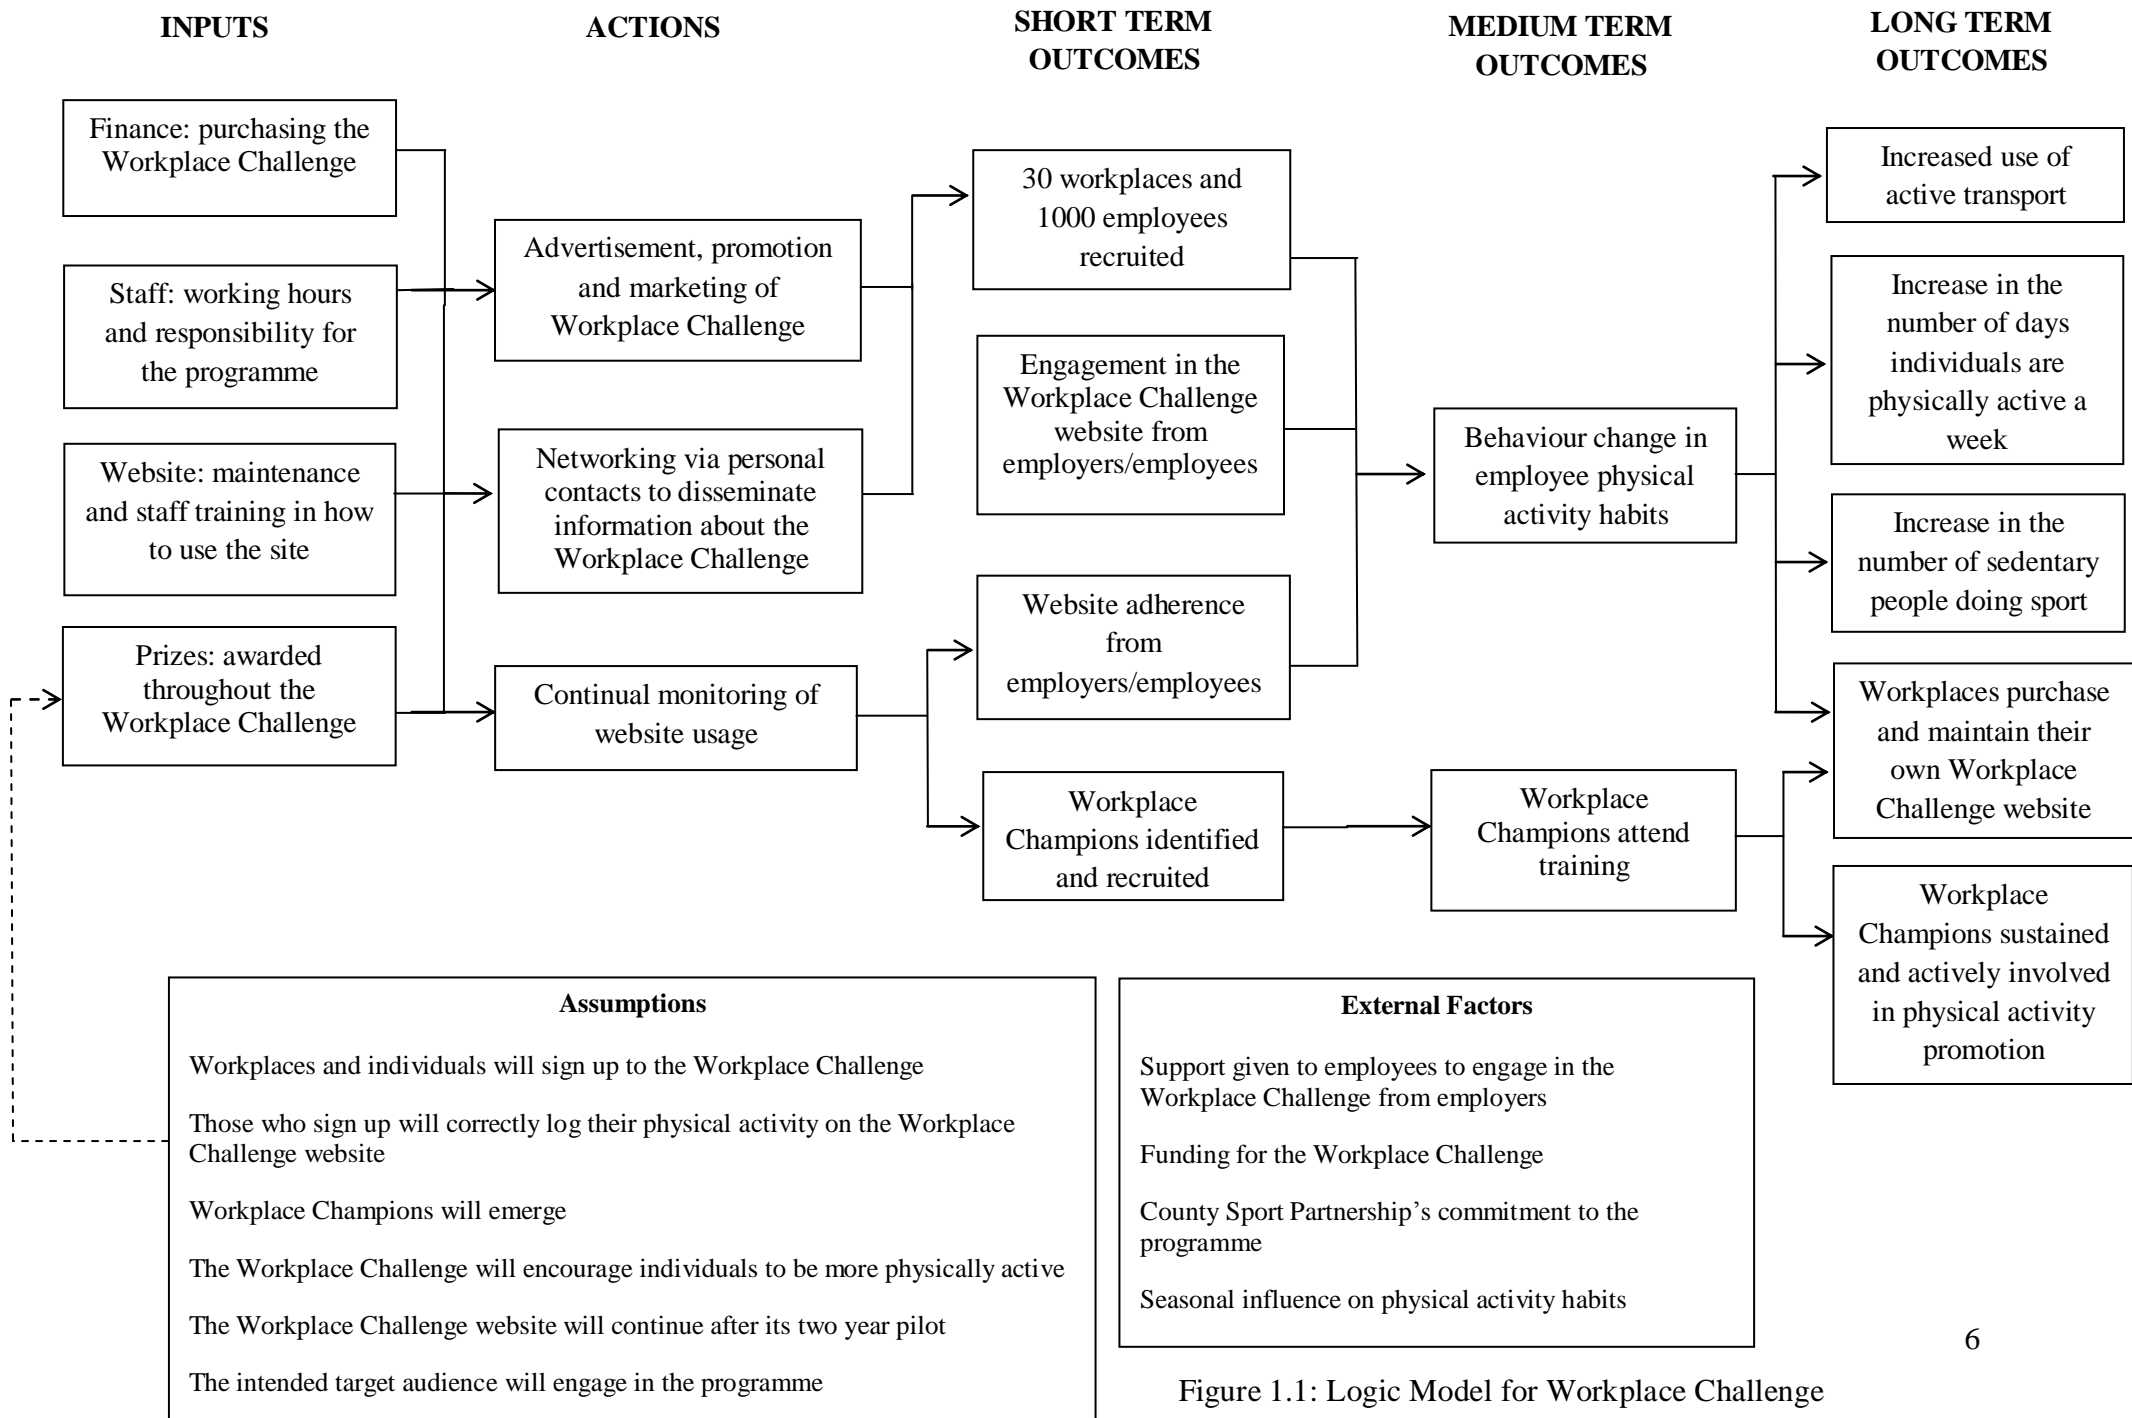 INPUTS
ACTIONS
SHORT TERM
OUTCOMES
MEDIUM TERM
OUTCOMES
LONG TERM
OUTCOMES
Finance: purchasing the
Workplace Challenge
Staff: working hours
and responsibility for
the programme
Website: maintenance
and staff training in how
to use the site
Prizes: awarded
throughout the
Workplace Challenge
Advertisement, promotion
and marketing of
Workplace Challenge
Networking via personal
contacts to disseminate
information about the
Workplace Challenge
Continual monitoring of
website usage
30 workplaces and
1000 employees
recruited
Engagement in the
Workplace Challenge
website from
employers/employees
Website adherence
from
employers/employees
Workplace
Champions identified
and recruited
Behaviour change in
employee physical
activity habits
Workplace
Champions attend
training
Increased use of
active transport
Increase in the
number of days
individuals are
physically active a
week
Increase in the
number of sedentary
people doing sport
Workplaces purchase
and maintain their
own Workplace
Challenge website
Workplace
Champions sustained
and actively involved
in physical activity
promotion
Assumptions
Workplaces and individuals will sign up to the Workplace Challenge
Those who sign up will correctly log their physical activity on the Workplace
Challenge website
Workplace Champions will emerge
The Workplace Challenge will encourage individuals to be more physically active
The Workplace Challenge website will continue after its two year pilot
The intended target audience will engage in the programme
External Factors
Support given to employees to engage in the
Workplace Challenge from employers
Funding for the Workplace Challenge
County Sport Partnership’s commitment to the
programme
Seasonal influence on physical activity habits
6
Figure 1.1: Logic Model for Workplace Challenge